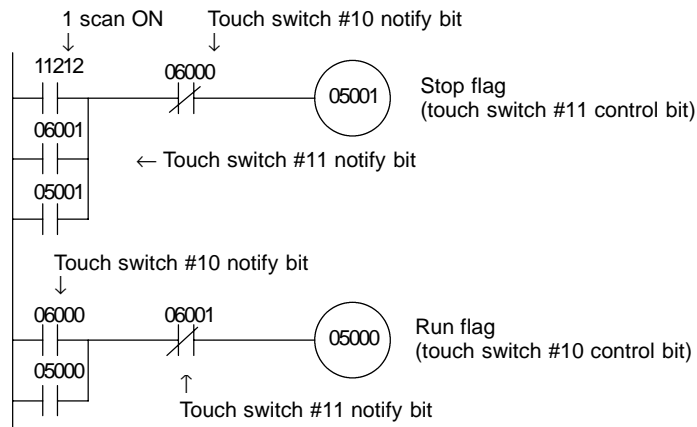 1 scan ON Touch switch #10 notify bit
↓ ↓
11212 06000
05001 Stop flag
(touch switch #11 control bit)
06001
← Touch switch #11 notify bit
05001
Touch switch #10 notify bit
↓
06000 06001
05000 Run flag
(touch switch #10 control bit)
05000
↑
Touch switch #11 notify bit